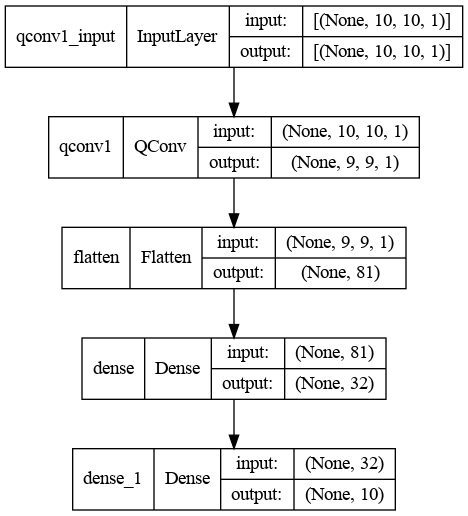 qconv1_input InputLayer input: [(None, 10, 10, 1)]
output: [(None, 10, 10, 1)]
qconv1 QConv input: (None, 10, 10, 1)
output: (None, 9, 9, 1)
flatten Flatten input: (None, 9, 9, 1)
output: (None, 81)
dense Dense input: (None, 81)
output: (None, 32)
dense_1 Dense input: (None, 32)
output: (None, 10)